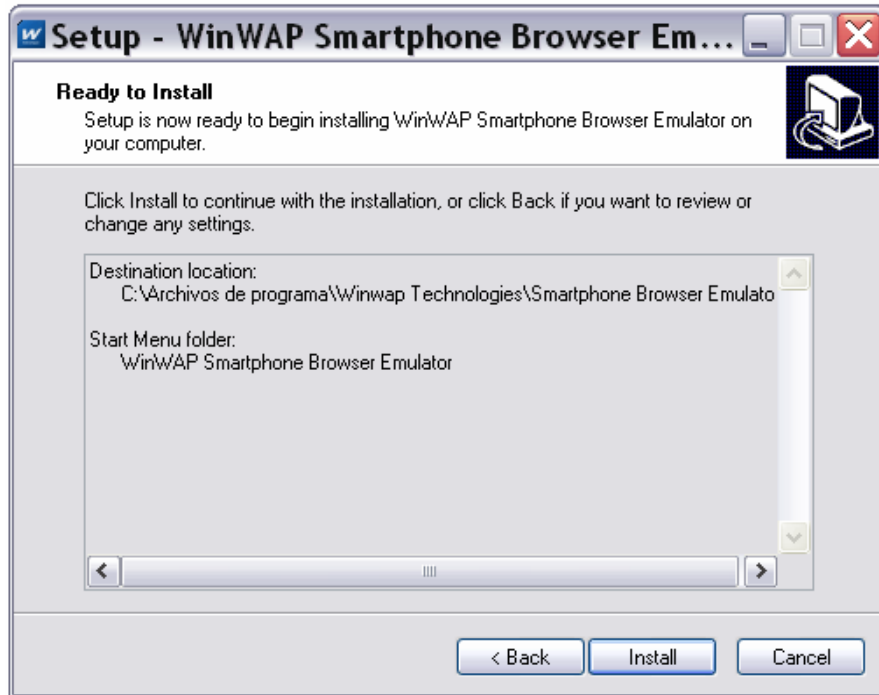 Setup - WinWAP Smartphone Browser Em...
Ready to Install
Setup is now ready to begin installing WinWAP Smartphone Browser Emulator on
your computer.
Click Install to continue with the installation, or click Back if you want to review or
change any settings.
Destination location:
C:\Archivos de programa\Winwap Technologies\Smartphone Browser Emulato
Start Menu folder:
WinWAP Smartphone Browser Emulator
< Back Install Cancel